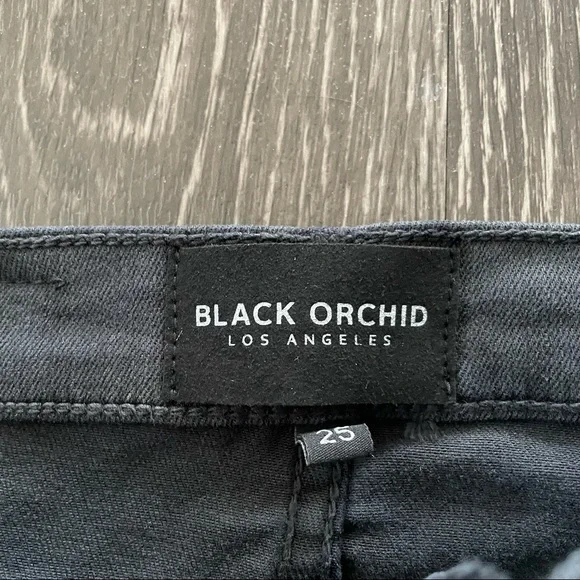 BLACK ORCHID
LOS ANGELES
25